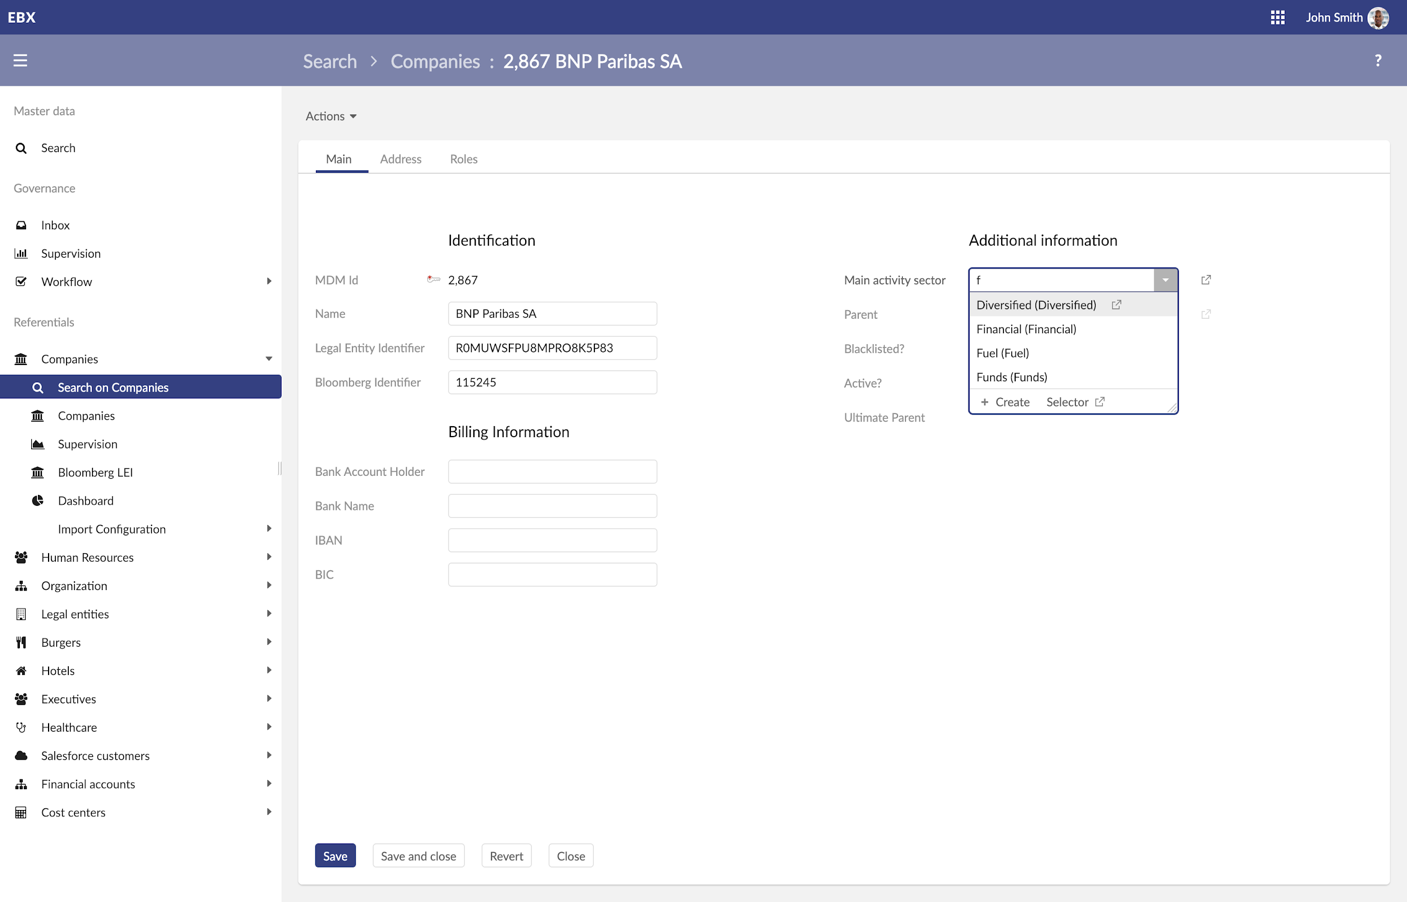 EBX
John Smith
Search > Companies : 2,867 BNP Paribas SA
?
Master data
Search
Governance
Inbox
Supervision
Workflow
Referentials
Companies
Search on Companies
Companies
Supervision
Bloomberg LEI
Dashboard
Import Configuration
Human Resources
Organization
Legal entities
Burgers
Hotels
Executives
Healthcare
Salesforce customers
Financial accounts
Cost centers
Actions
Main Address Roles
Identification
MDM Id 2,867
Name BNP Paribas SA
Legal Entity Identifier R0MUWSFPU8MPRO8K5P83
Bloomberg Identifier 115245
Billing Information
Bank Account Holder
Bank Name
IBAN
BIC
Additional information
Main activity sector f
Diversified (Diversified)
Financial (Financial)
Fuel (Fuel)
Funds (Funds)
+ Create Selector
Parent
Blacklisted?
Active?
Ultimate Parent
Save Save and close Revert Close